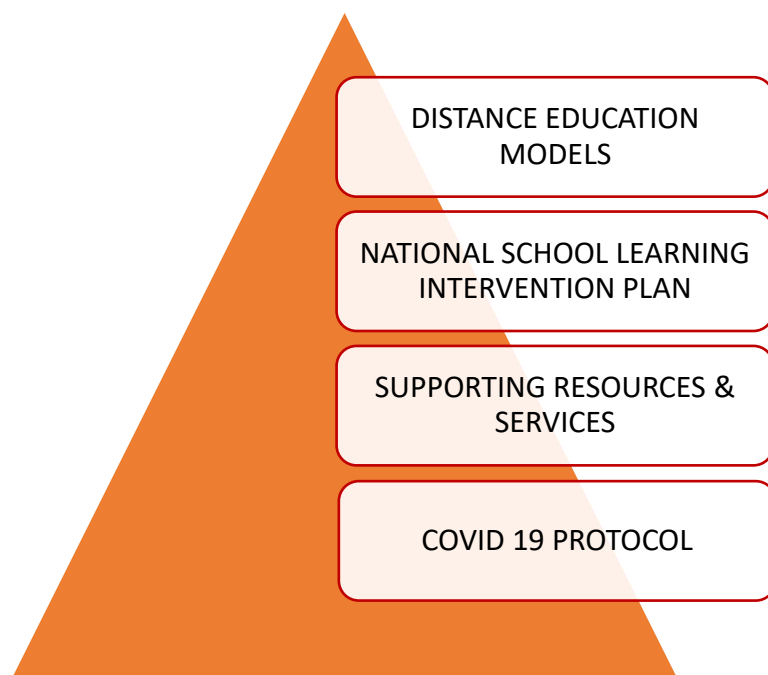 DISTANCE EDUCATION
MODELS
NATIONAL SCHOOL LEARNING
INTERVENTION PLAN
SUPPORTING RESOURCES &
SERVICES
COVID 19 PROTOCOL